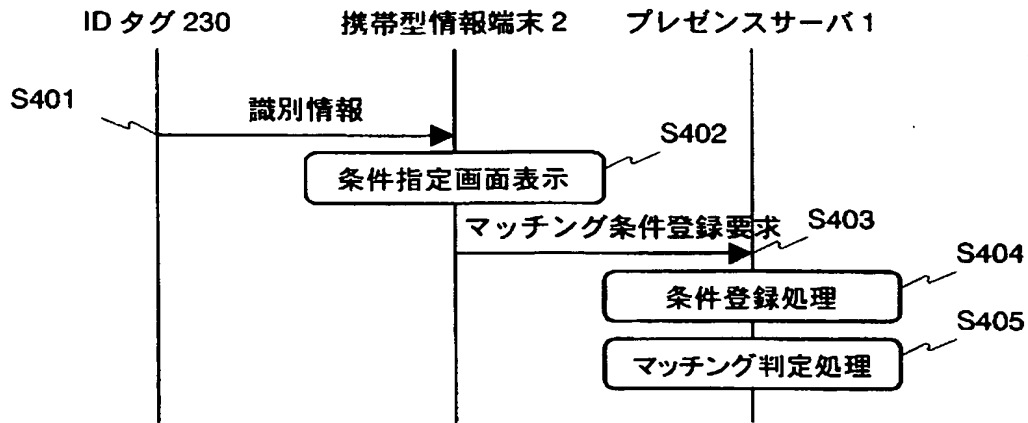 IDタグ230
携帯型情報端末2
プレゼンスサーバ1
S401
識別情報
S402
条件指定画面表示
マッチング条件登録要求
S403
S404
条件登録処理
S405
マッチング判定処理